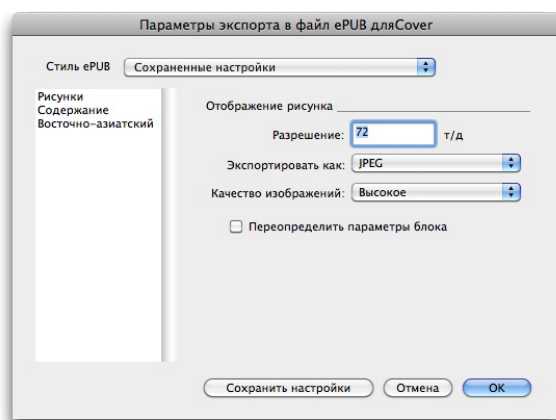 Параметры экспорта в файл ePUB дляCover
Стиль ePUB Сохраненные настройки
Рисунки
Содержание
Восточно-азиатский
Отображение рисунка
Разрешение: 72 т/д
Экспортировать как: JPEG
Качество изображений: Высокое
Переопределить параметры блока
Сохранить настройки Отмена OK